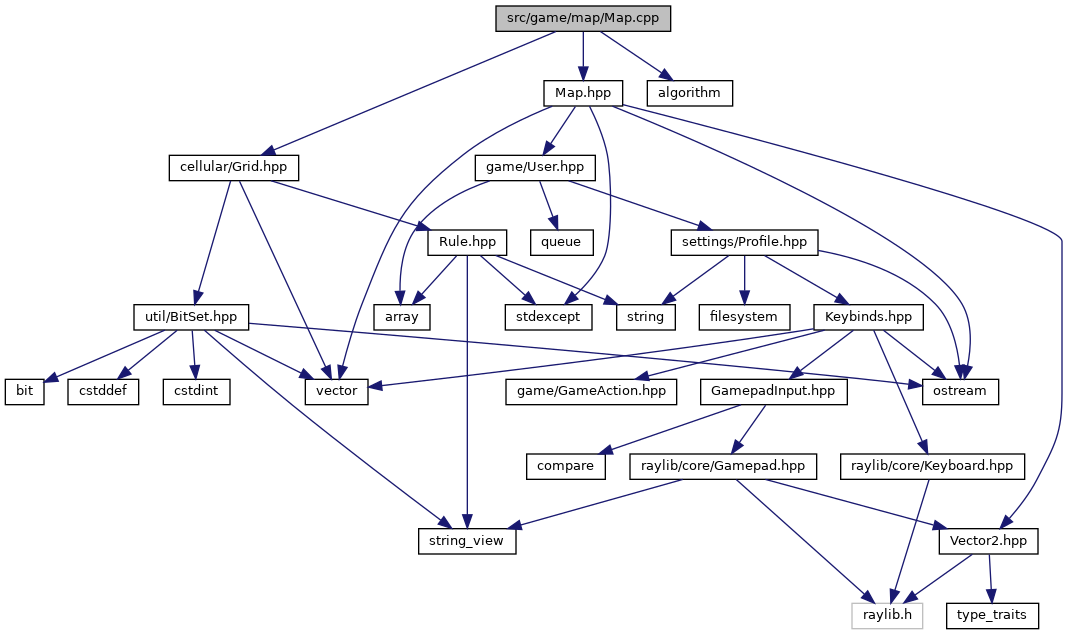 src/game/map/Map.cpp
Map.hpp
algorithm
cellular/Grid.hpp
game/User.hpp
Rule.hpp
queue
settings/Profile.hpp
util/BitSet.hpp
array
stdexcept
string
filesystem
Keybinds.hpp
bit
cstddef
cstdint
vector
game/GameAction.hpp
GamepadInput.hpp
ostream
compare
raylib/core/Gamepad.hpp
raylib/core/Keyboard.hpp
string_view
Vector2.hpp
raylib.h
type_traits